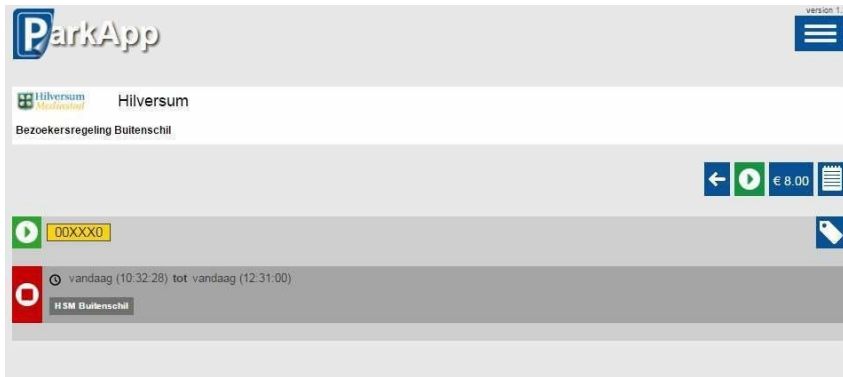 version 1.
ParkApp
Hilversum
Mediastad
Hilversum
Bezoekersregeling Buitenschil
€ 8.00
00XXX0
vandaag (10:32:28) tot vandaag (12:31:00)
HSM Buitenschil